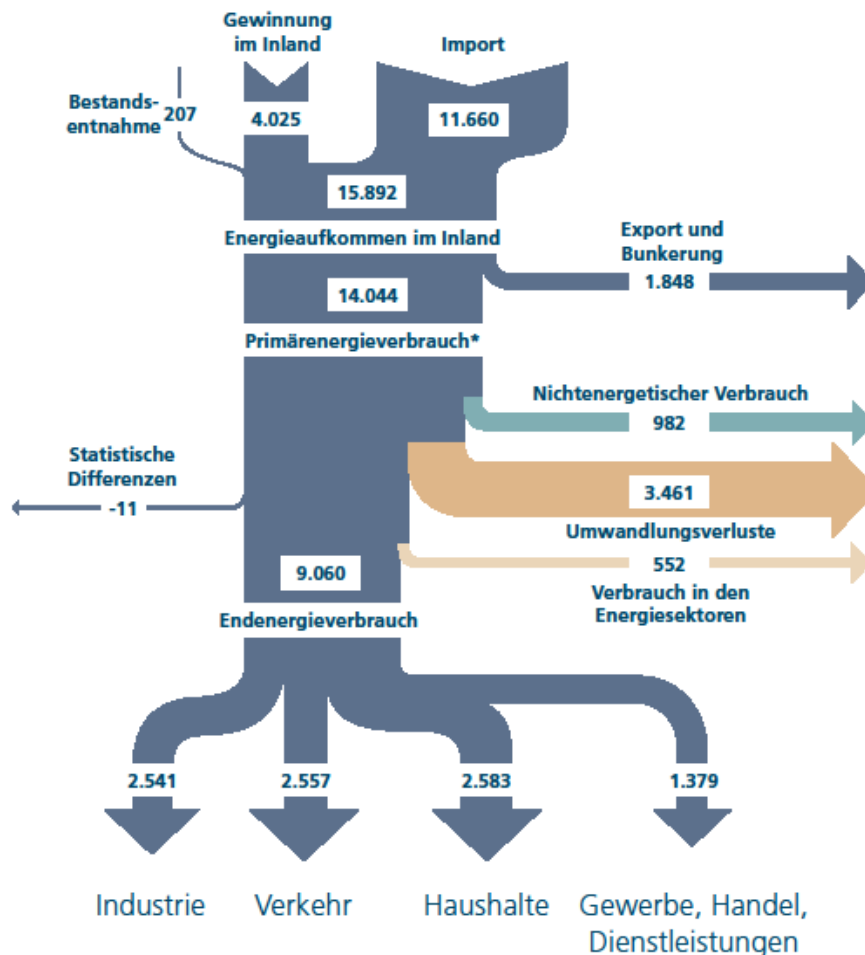 Gewinnung
im Inland
Import
Bestands-
entnahme
207
4.025
11.660
15.892
Energieaufkommen im Inland
Export und
Bunkerung
1.848
14.044
Primärenergieverbrauch*
Nichtenergetischer Verbrauch
982
Statistische
Differenzen
-11
3.461
Umwandlungsverluste
552
Verbrauch in den
Energiesektoren
9.060
Endenergieverbrauch
2.541
2.557
2.583
1.379
Industrie
Verkehr
Haushalte
Gewerbe, Handel,
Dienstleistungen